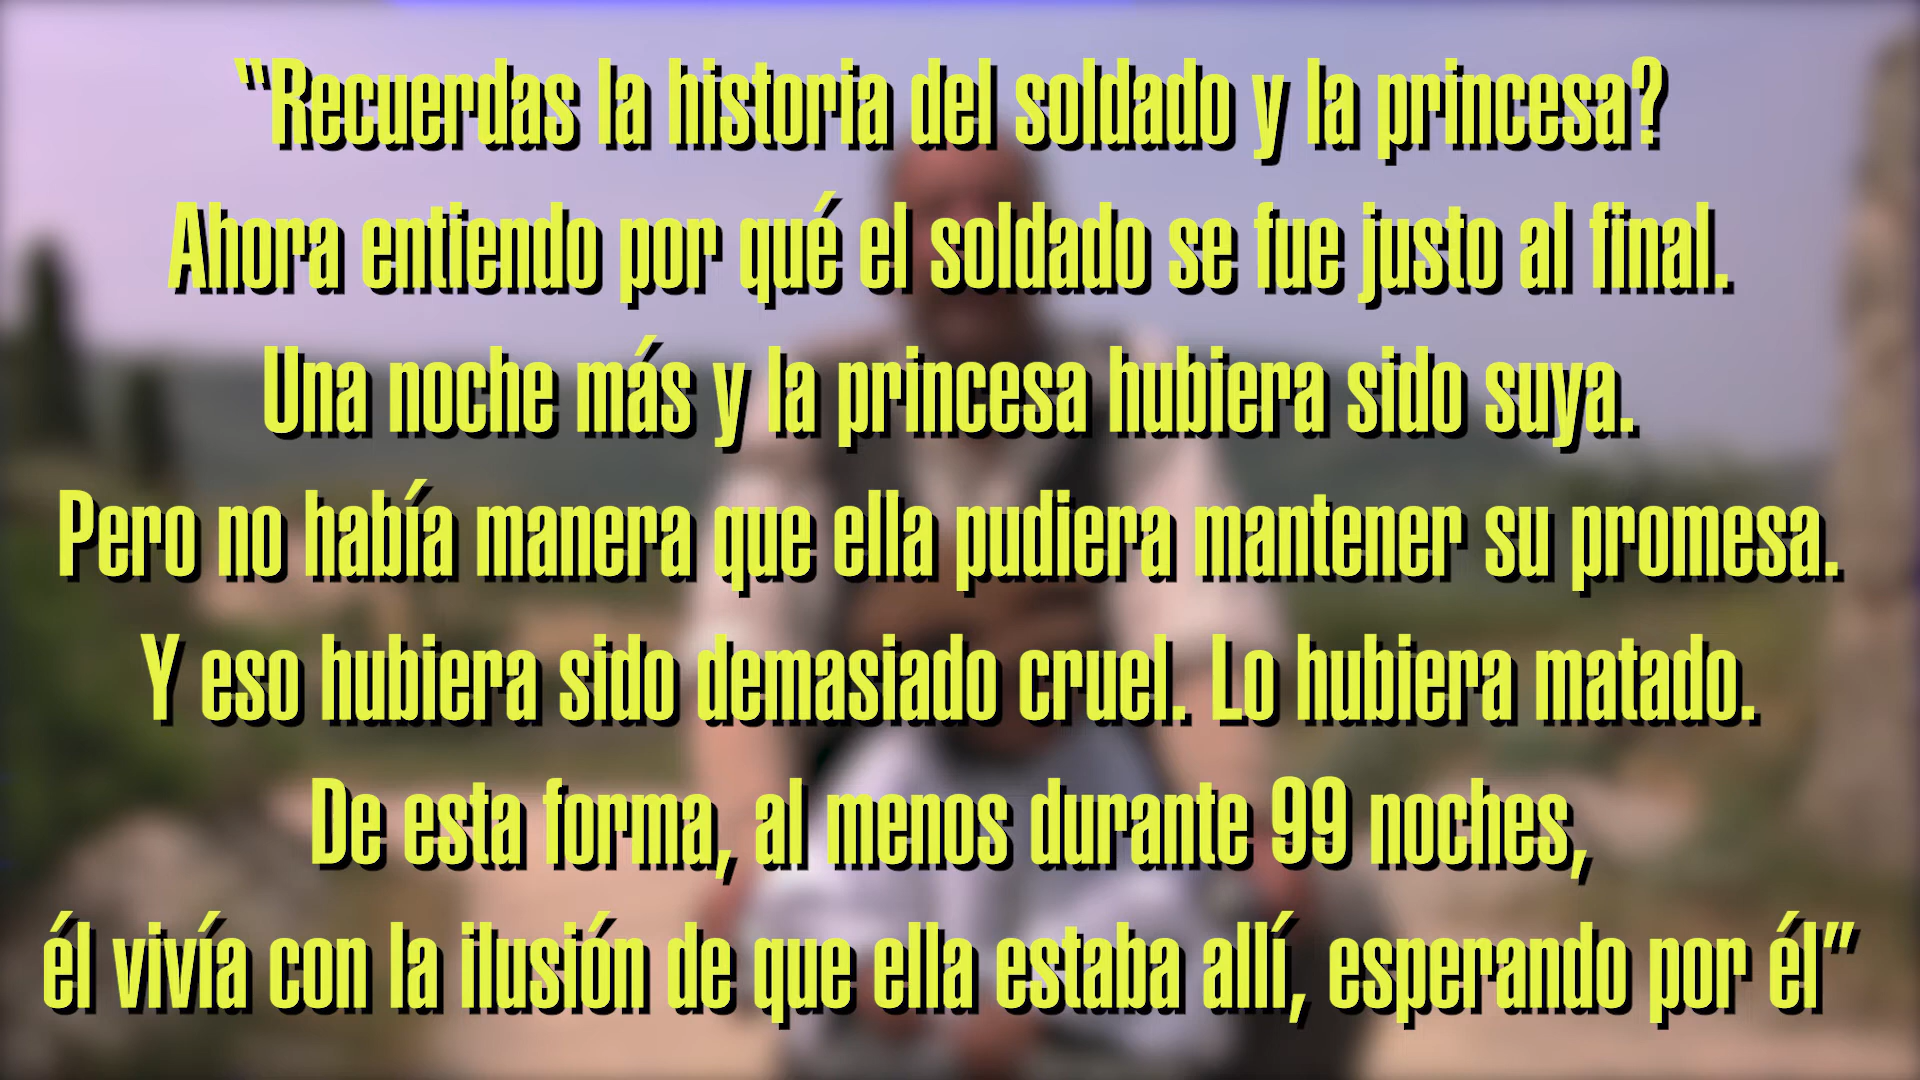 “Recuerdas la historia del soldado y la princesa?
Ahora entiendo por qué el soldado se fue justo al final.
Una noche más y la princesa hubiera sido suya.
Pero no había manera que ella pudiera mantener su promesa.
Y eso hubiera sido demasiado cruel. Lo hubiera matado.
De esta forma, al menos durante 99 noches,
él vivía con la ilusión de que ella estaba allí, esperando por él”